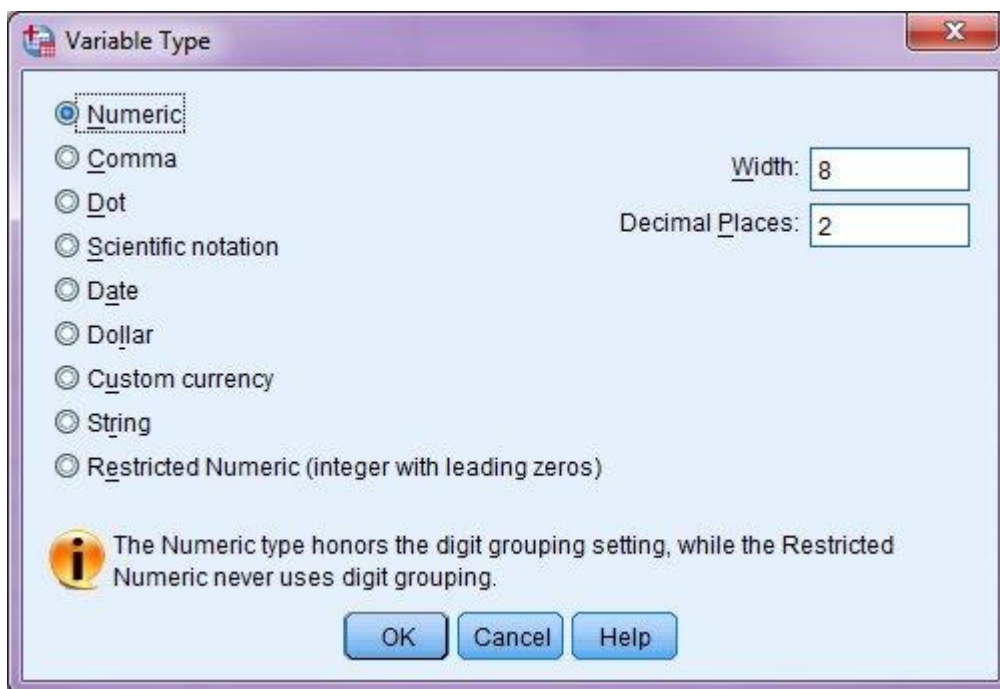 Variable Type
Numeric
Comma
Width: 8
Dot
Decimal Places: 2
Scientific notation
Date
Dollar
Custom currency
String
Restricted Numeric (integer with leading zeros)
The Numeric type honors the digit grouping setting, while the Restricted
Numeric never uses digit grouping.
OK Cancel Help